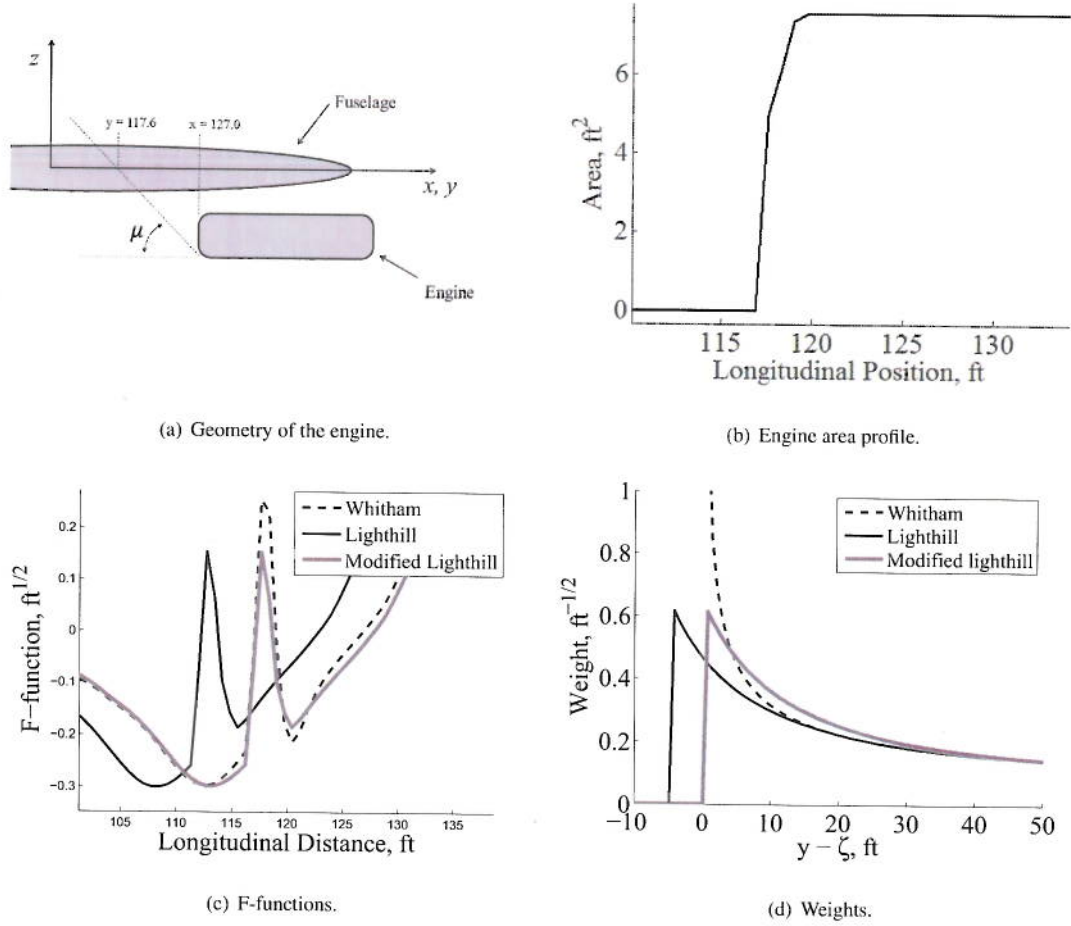 z
y = 117.6
x = 127.0
Fuselage
x, y
μ
Engine
(a) Geometry of the engine.
Area, ft²
6
4
2
0
115
120
125
130
Longitudinal Position, ft
(b) Engine area profile.
F−function, ft^1/2
0.2
0.1
0
−0.1
−0.2
−0.3
105
110
115
120
125
130
135
Longitudinal Distance, ft
Whitham
Lighthill
Modified Lighthill
(c) F-functions.
Weight, ft^−1/2
1
0.8
0.6
0.4
0.2
0
−10
0
10
20
30
40
50
y − ζ, ft
Whitham
Lighthill
Modified lighthill
(d) Weights.